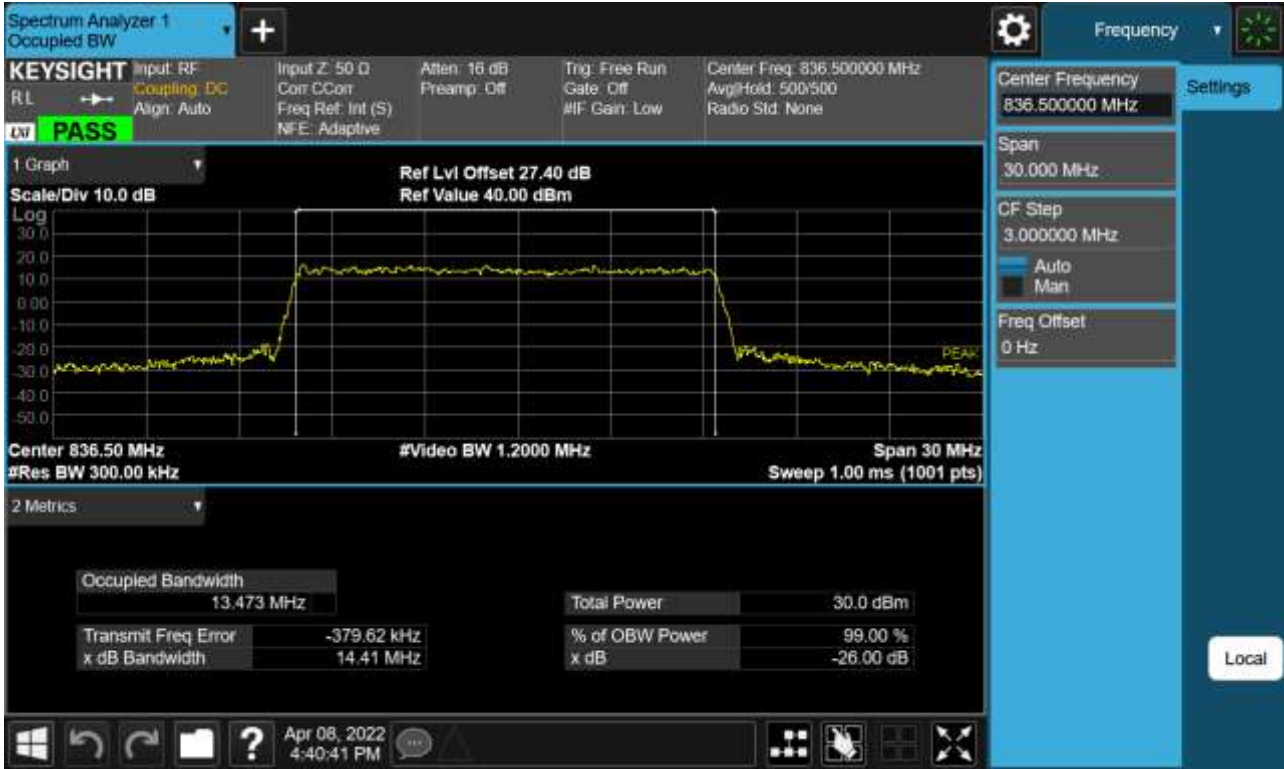 Spectrum Analyzer 1
Occupied BW
+
Frequency
KEYSIGHT
RL
LXI
PASS
Input: RF
Coupling: DC
Align: Auto
Input Z: 50 Ω
Corr CCorr
Freq Ref: Int (S)
NFE: Adaptive
Atten: 16 dB
Preamp: Off
Trig: Free Run
Gate: Off
#IF Gain: Low
Center Freq: 836.500000 MHz
Avg|Hold: 500/500
Radio Std: None
Center Frequency
836.500000 MHz
Settings
Span
30.000 MHz
CF Step
3.000000 MHz
Auto
Man
Freq Offset
0 Hz
1 Graph
Scale/Div 10.0 dB
Ref Lvl Offset 27.40 dB
Ref Value 40.00 dBm
Log
30.0
20.0
10.0
0.00
-10.0
-20.0
-30.0
-40.0
-50.0
PEAK
Center 836.50 MHz
#Video BW 1.2000 MHz
Span 30 MHz
#Res BW 300.00 kHz
Sweep 1.00 ms (1001 pts)
2 Metrics
Occupied Bandwidth
13.473 MHz
Total Power 30.0 dBm
Transmit Freq Error -379.62 kHz
% of OBW Power 99.00 %
x dB Bandwidth 14.41 MHz
x dB -26.00 dB
Local
?
Apr 08, 2022
4:40:41 PM